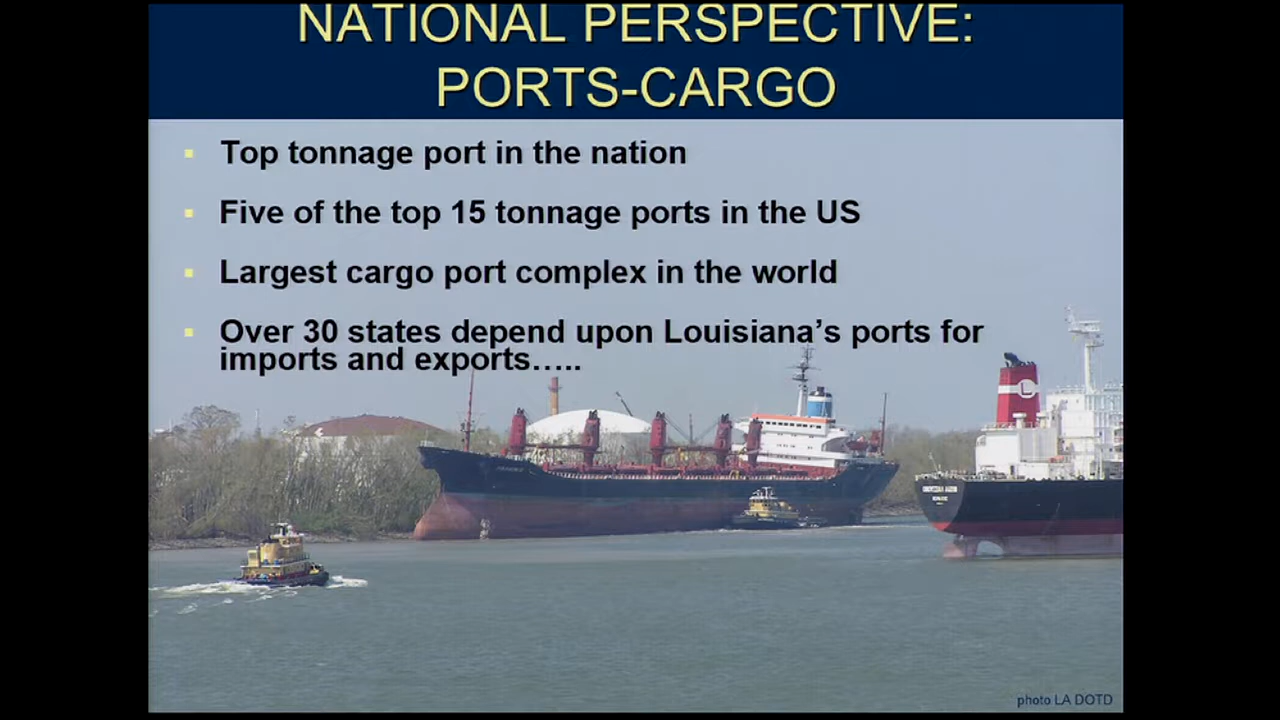 NATIONAL PERSPECTIVE:
PORTS-CARGO
▪ Top tonnage port in the nation
▪ Five of the top 15 tonnage ports in the US
▪ Largest cargo port complex in the world
▪ Over 30 states depend upon Louisiana's ports for
imports and exports…..
L
photo LA DOTD